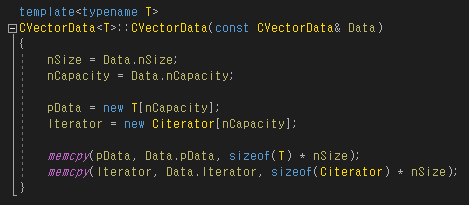 template<typename T>
CVectorData<T>::CVectorData(const CVectorData& Data)
{
nSize = Data.nSize;
nCapacity = Data.nCapacity;
pData = new T[nCapacity];
Iterator = new Citerator[nCapacity];
memcpy(pData, Data.pData, sizeof(T) * nSize);
memcpy(Iterator, Data.Iterator, sizeof(Citerator) * nSize);
}